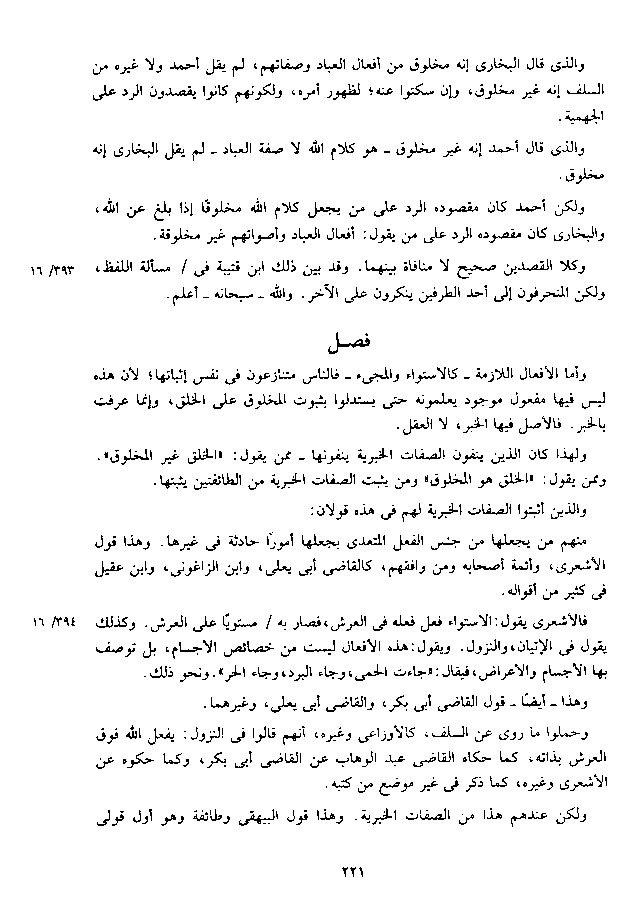 والذى قال البخارى إنه مخلوق من أفعال العباد وصفاتهم، لم يقل أحمد ولا غيره من
السلف إنه غير مخلوق، وإن سكتوا عنه؛ لظهور أمره، ولكونهم كانوا يقصدون الرد على
الجهمية.
والذى قال أحمد إنه غير مخلوق ـ هو كلام الله لا صفة العباد ـ لم يقل البخارى إنه
مخلوق.
ولكن أحمد كان مقصوده الرد على من يجعل كلام الله مخلوقًا إذا بلغ عن الله،
والبخارى كان مقصوده الرد على من يقول: أفعال العباد وأصواتهم غير مخلوقة.
وكلا القصدين صحيح لا منافاة بينهما. وقد بين ذلك ابن قتيبة فى / مسألة اللفظ، ١٦/٣٩٣
ولكن المنحرفون إلى أحد الطرفين ينكرون على الآخر. والله ـ سبحانه ـ أعلم.
فصـل
وأما الأفعال اللازمة ـ كالاستواء والمجىء ـ فالناس متنازعون فى نفس إثباتها؛ لأن هذه
ليس فيها مفعول موجود يعلمونه حتى يستدلوا بثبوت المخلوق على الخلق، وإنما عرفت
بالخبر. فالأصل فيها الخبر، لا العقل.
ولهذا كان الذين ينفون الصفات الخبرية ينفونها ـ ممن يقول: «الخلق غير المخلوق».
وممن يقول: «الخلق هو المخلوق» ومن يثبت الصفات الخبرية من الطائفتين يثبتها.
والذين أثبتوا الصفات الخبرية لهم فى هذه قولان:
منهم من يجعلها من جنس الفعل المتعدى بجعلها أمورًا حادثة فى غيرها. وهذا قول
الأشعرى، وأئمة أصحابه ومن وافقهم، كالقاضى أبى يعلى، وابن الزاغونى، وابن عقيل
فى كثير من أقواله.
فالأشعرى يقول: الاستواء فعل فعله فى العرش، فصار به / مستويًا على العرش. وكذلك ١٦/٣٩٤
يقول فى الإتيان، والنزول. ويقول: هذه الأفعال ليست من خصائص الأجسام، بل توصف
بها الأجسام والأعراض، فيقال: «جاءت الحمى، وجاء البرد، وجاء الحر». ونحو ذلك.
وهذا ـ أيضًا ـ قول القاضى أبى بكر، والقاضى أبى يعلى، وغيرهما.
وحملوا ما روى عن السلف، كالأوزاعى وغيره، أنهم قالوا فى النزول: يفعل الله فوق
العرش بذاته، كما حكاه القاضى عبد الوهاب عن القاضى أبى بكر، وكما حكوه عن
الأشعرى وغيره، كما ذكر فى غير موضع من كتبه.
ولكن عندهم هذا من الصفات الخبرية. وهذا قول البيهقى وطائفة وهو أول قولى
٢٢١